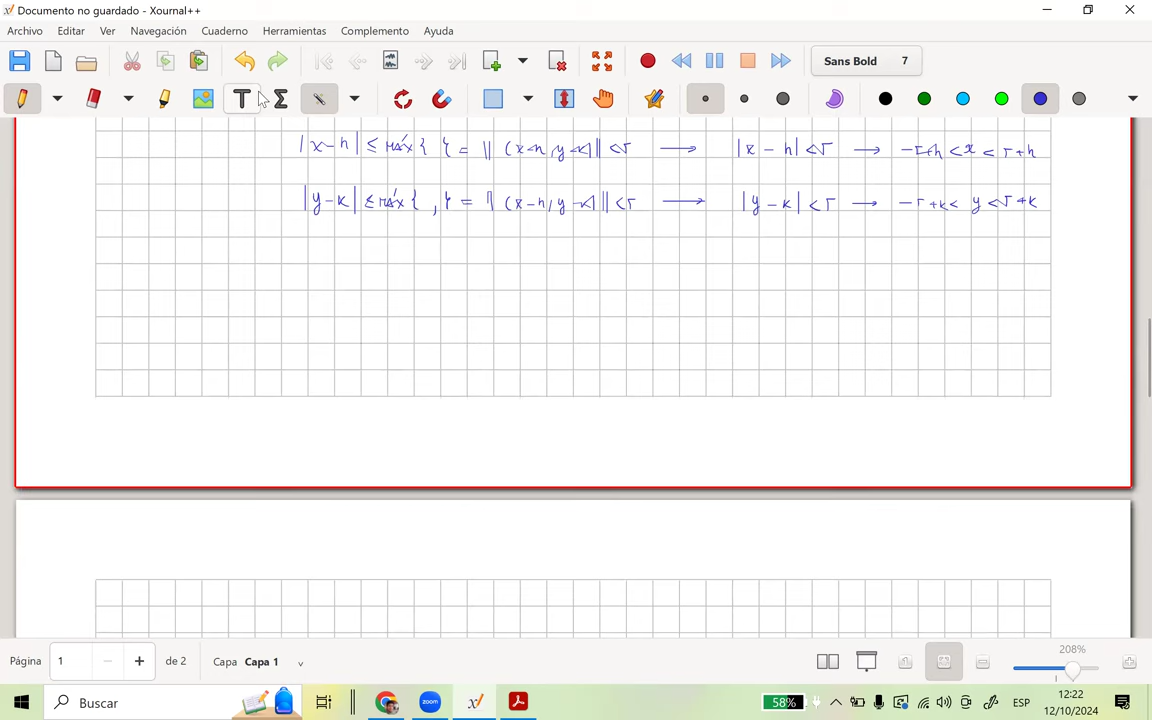 Documento no guardado - Xournal++
Archivo Editar Ver Navegación Cuaderno Herramientas Complemento Ayuda
Sans Bold 7
|x-h| ≤ máx{ } = ||(x-h, y-k)|| < r → |x-h| < r → -r+h < x < r+h
|y-k| ≤ máx{ , } = ||(x-h, y-k)|| < r → |y-k| < r → -r+k < y < r+k
Página 1 de 2 Capa Capa 1 208%
Buscar 58% ESP 12:22
12/10/2024